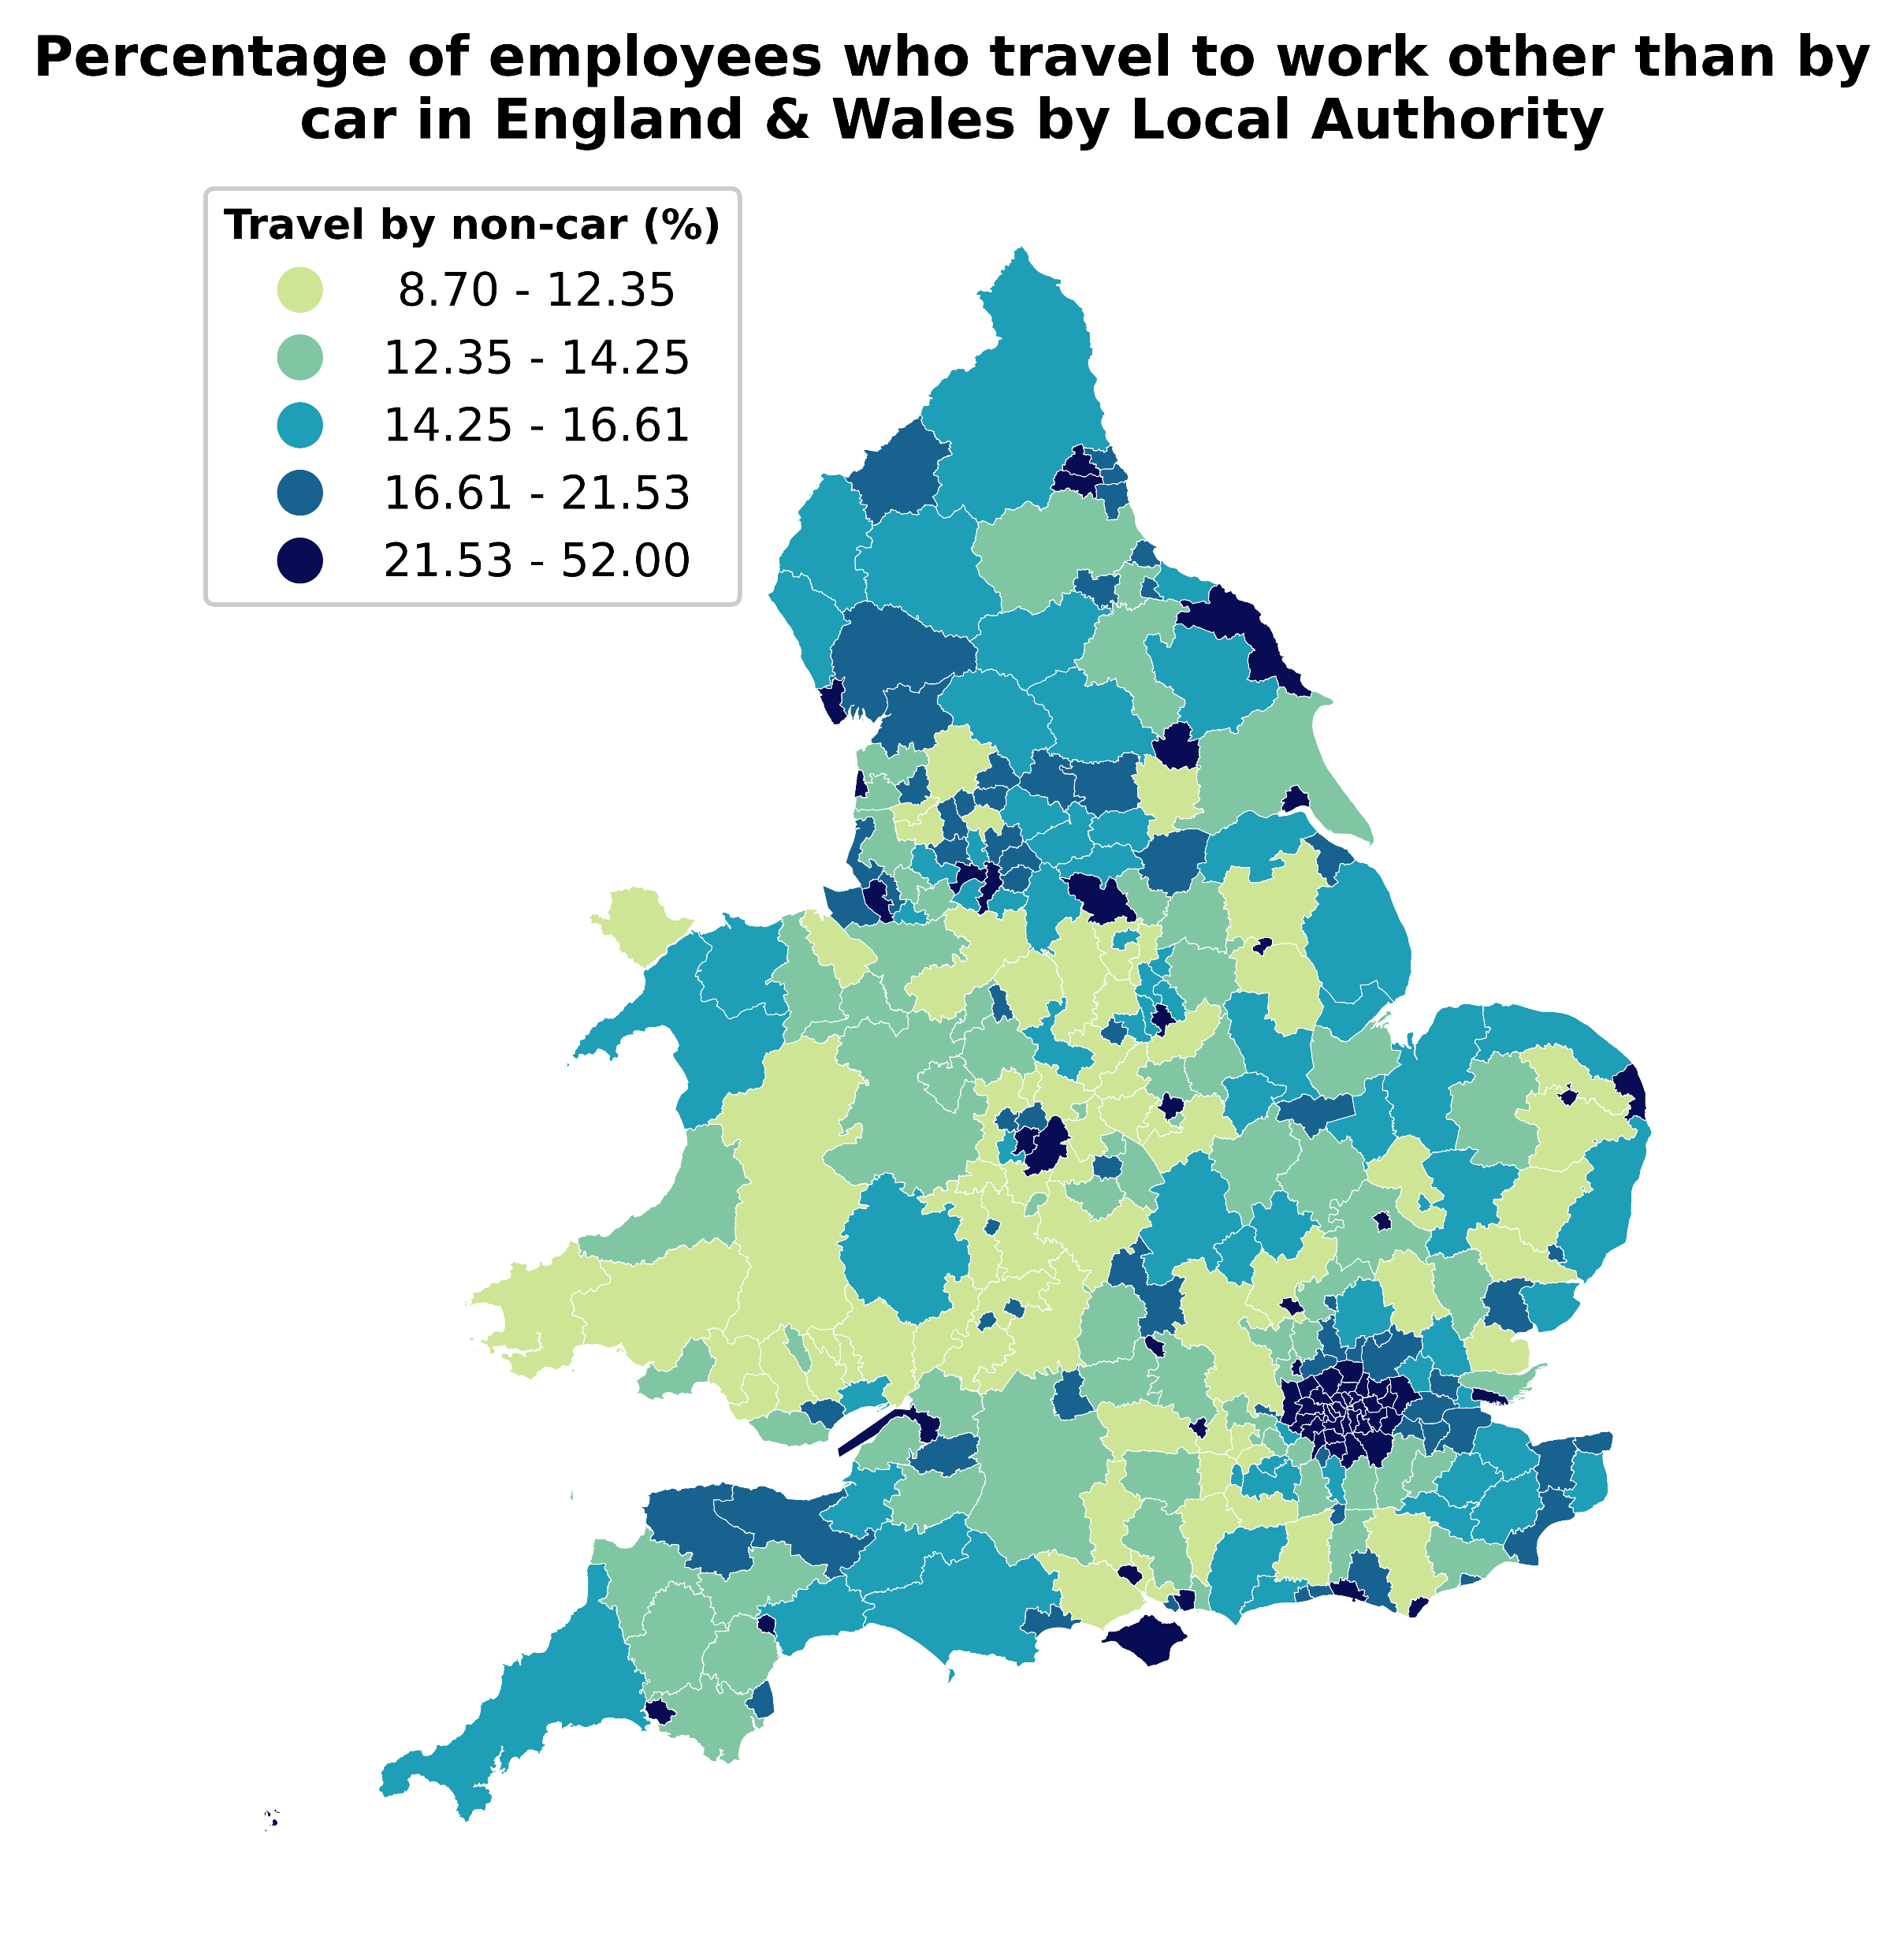 Percentage of employees who travel to work other than by
car in England & Wales by Local Authority
Travel by non-car (%)
8.70 - 12.35
12.35 - 14.25
14.25 - 16.61
16.61 - 21.53
21.53 - 52.00